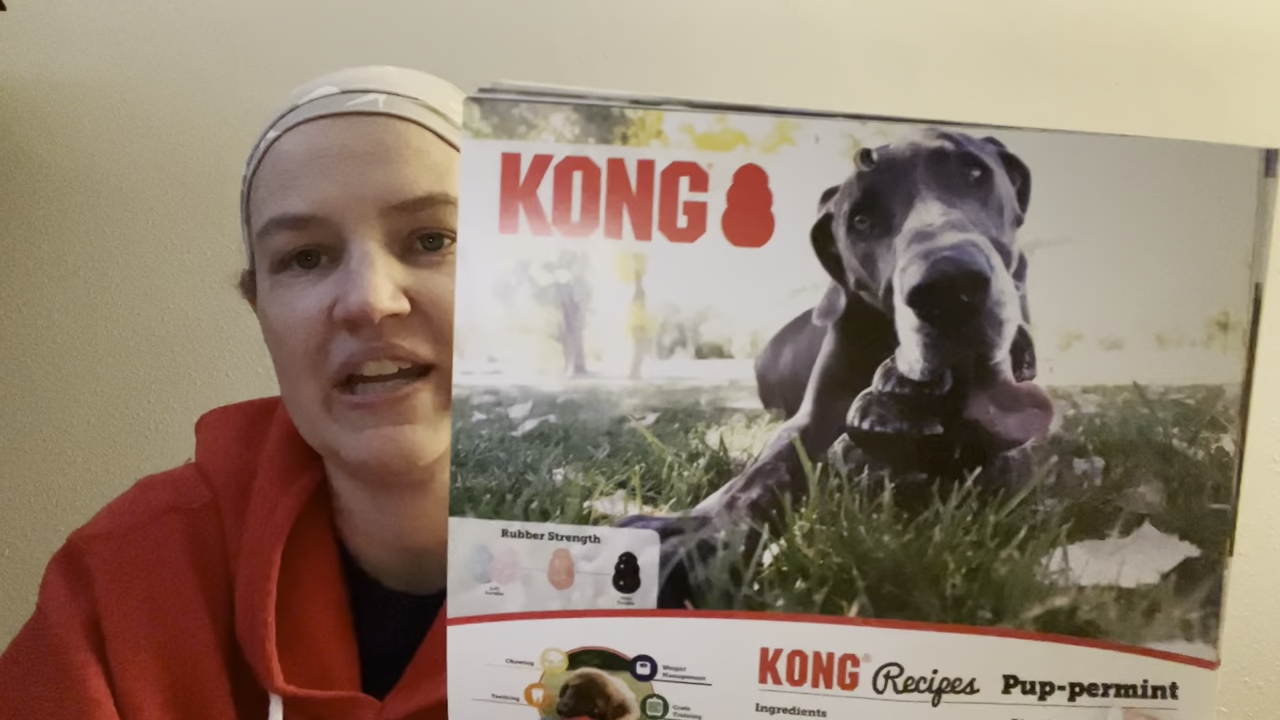 KONG
Rubber Strength
Chewing
Weight
Management
Teething
Crate
Training
KONG Recipes Pup-permint
Ingredients